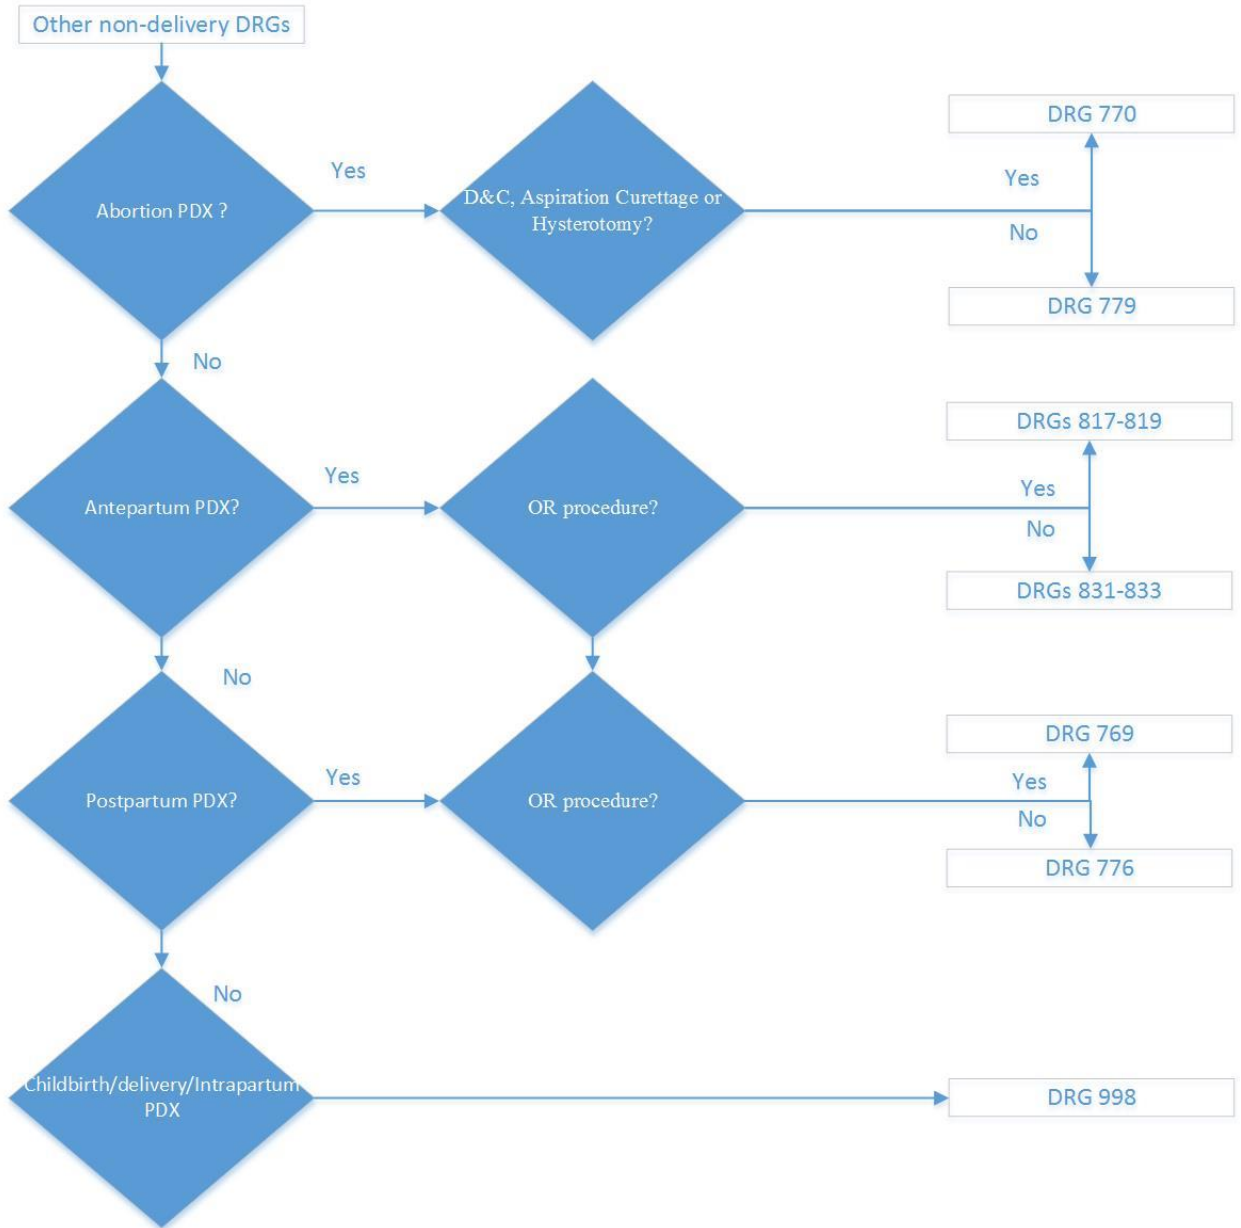 Other non-delivery DRGs
Abortion PDX ?
Yes
D&C, Aspiration Curettage or
Hysterotomy?
Yes
No
DRG 770
DRG 779
No
Antepartum PDX?
Yes
OR procedure?
Yes
No
DRGs 817-819
DRGs 831-833
No
Postpartum PDX?
Yes
OR procedure?
Yes
No
DRG 769
DRG 776
No
Childbirth/delivery/Intrapartum
PDX
DRG 998